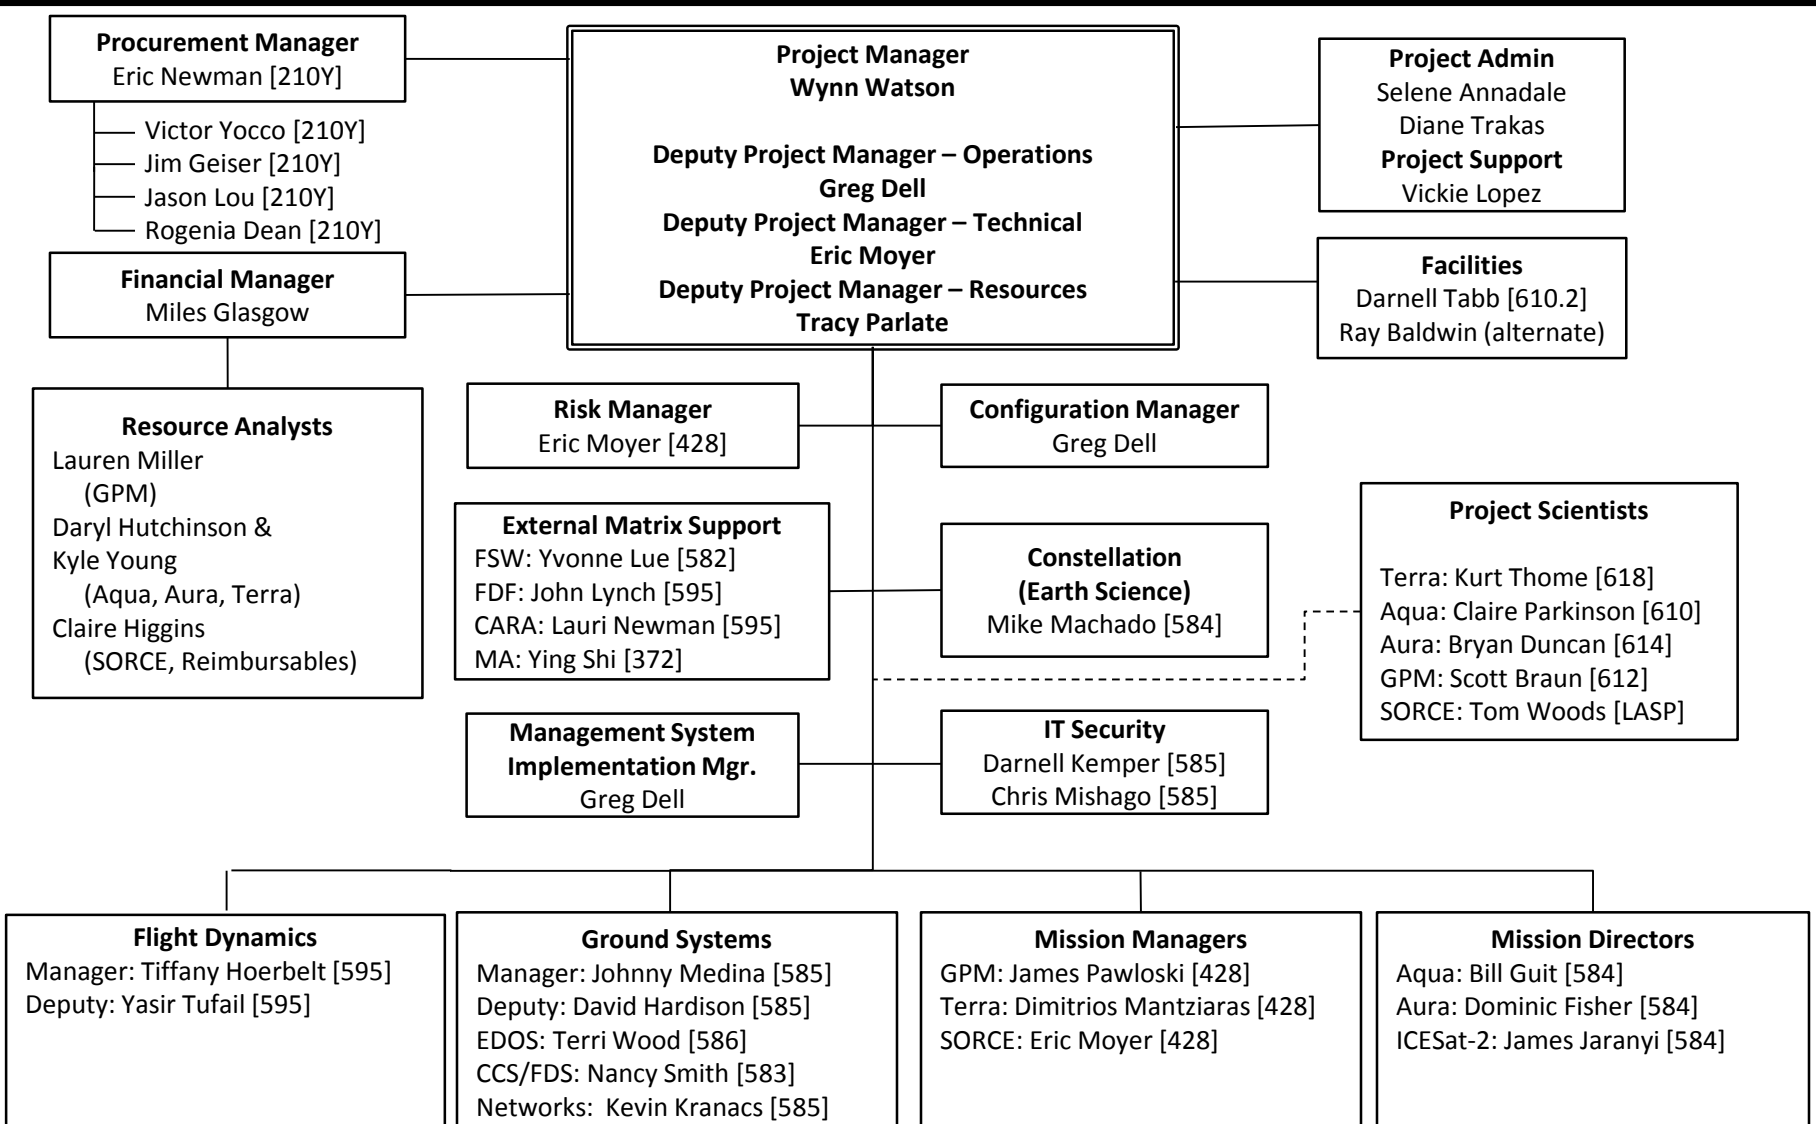 Procurement Manager
Eric Newman [210Y]
Victor Yocco [210Y]
Jim Geiser [210Y]
Jason Lou [210Y]
Rogenia Dean [210Y]
Financial Manager
Miles Glasgow
Resource Analysts
Lauren Miller
(GPM)
Daryl Hutchinson &
Kyle Young
(Aqua, Aura, Terra)
Claire Higgins
(SORCE, Reimbursables)
Project Manager
Wynn Watson
Deputy Project Manager – Operations
Greg Dell
Deputy Project Manager – Technical
Eric Moyer
Deputy Project Manager – Resources
Tracy Parlate
Project Admin
Selene Annadale
Diane Trakas
Project Support
Vickie Lopez
Facilities
Darnell Tabb [610.2]
Ray Baldwin (alternate)
Risk Manager
Eric Moyer [428]
Configuration Manager
Greg Dell
External Matrix Support
FSW: Yvonne Lue [582]
FDF: John Lynch [595]
CARA: Lauri Newman [595]
MA: Ying Shi [372]
Constellation
(Earth Science)
Mike Machado [584]
Project Scientists
Terra: Kurt Thome [618]
Aqua: Claire Parkinson [610]
Aura: Bryan Duncan [614]
GPM: Scott Braun [612]
SORCE: Tom Woods [LASP]
Management System
Implementation Mgr.
Greg Dell
IT Security
Darnell Kemper [585]
Chris Mishago [585]
Flight Dynamics
Manager: Tiffany Hoerbelt [595]
Deputy: Yasir Tufail [595]
Ground Systems
Manager: Johnny Medina [585]
Deputy: David Hardison [585]
EDOS: Terri Wood [586]
CCS/FDS: Nancy Smith [583]
Networks: Kevin Kranacs [585]
Mission Managers
GPM: James Pawloski [428]
Terra: Dimitrios Mantziaras [428]
SORCE: Eric Moyer [428]
Mission Directors
Aqua: Bill Guit [584]
Aura: Dominic Fisher [584]
ICESat-2: James Jaranyi [584]